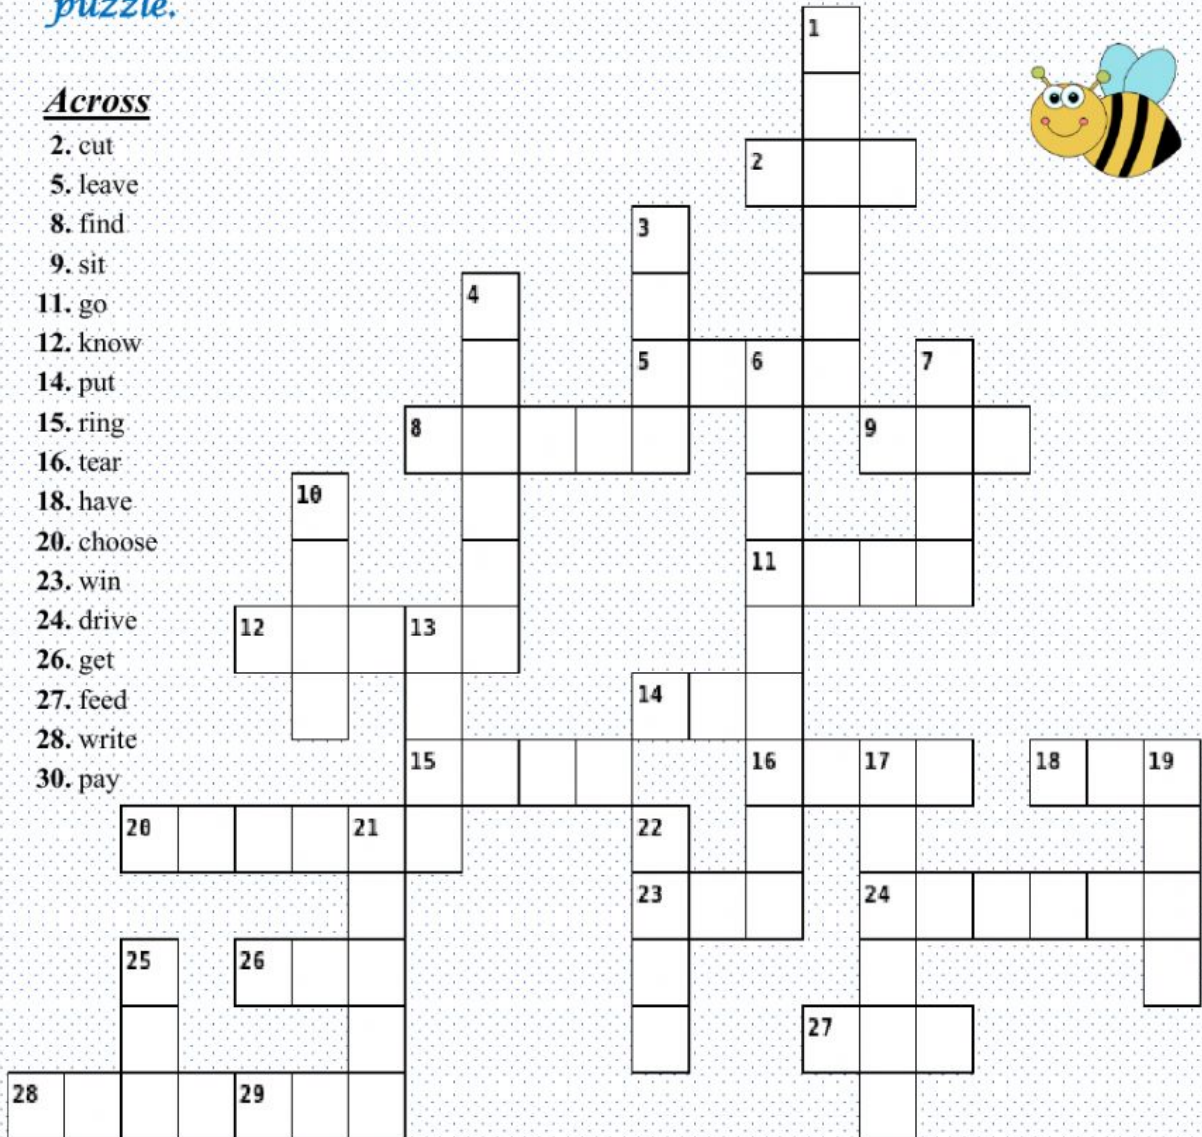 puzzle.
Across
2. cut
5. leave
8. find
9. sit
11. go
12. know
14. put
15. ring
16. tear
18. have
20. choose
23. win
24. drive
26. get
27. feed
28. write
30. pay
1
2
3
4
5 6 7
8 9
10
11
12 13
14
15 16 17 18 19
20 21 22
23 24
25 26
27
28 29